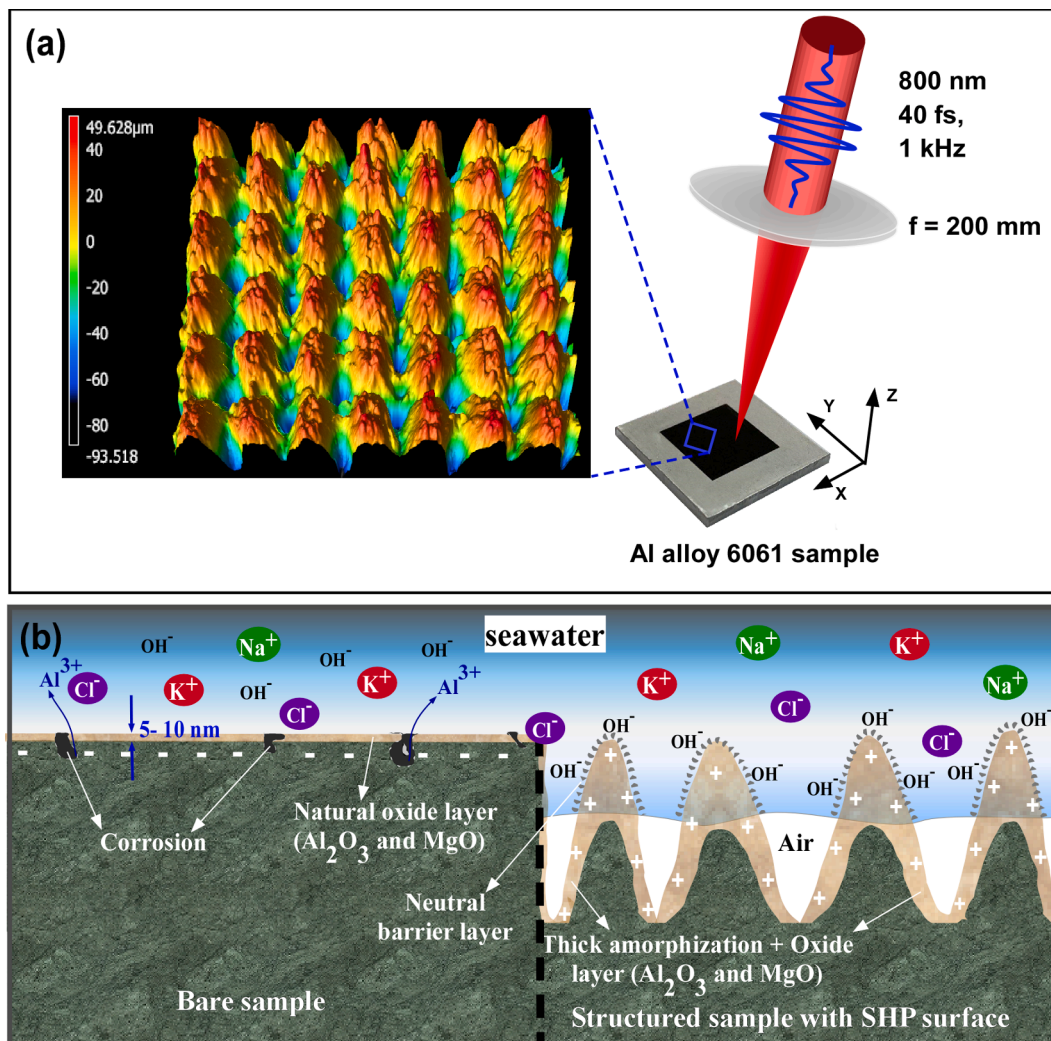 (a)
800 nm
40 fs,
1 kHz
f = 200 mm
49.628µm
40
20
0
-20
-40
-60
-80
-93.518
Y
Z
X
Al alloy 6061 sample
(b)
seawater
OH⁻
Na⁺
OH⁻
OH⁻
Na⁺
K⁺
Al³⁺
Cl⁻
K⁺
OH⁻
K⁺
Al³⁺
K⁺
Cl⁻
Na⁺
5- 10 nm
Cl⁻
Cl⁻
OH⁻
OH⁻
OH⁻
Cl⁻
OH⁻
OH⁻
OH⁻
OH⁻
OH⁻
OH⁻
OH⁻
Corrosion
Natural oxide layer
(Al₂O₃ and MgO)
Air
Neutral
barrier layer
Thick amorphization + Oxide
layer (Al₂O₃ and MgO)
Bare sample
Structured sample with SHP surface